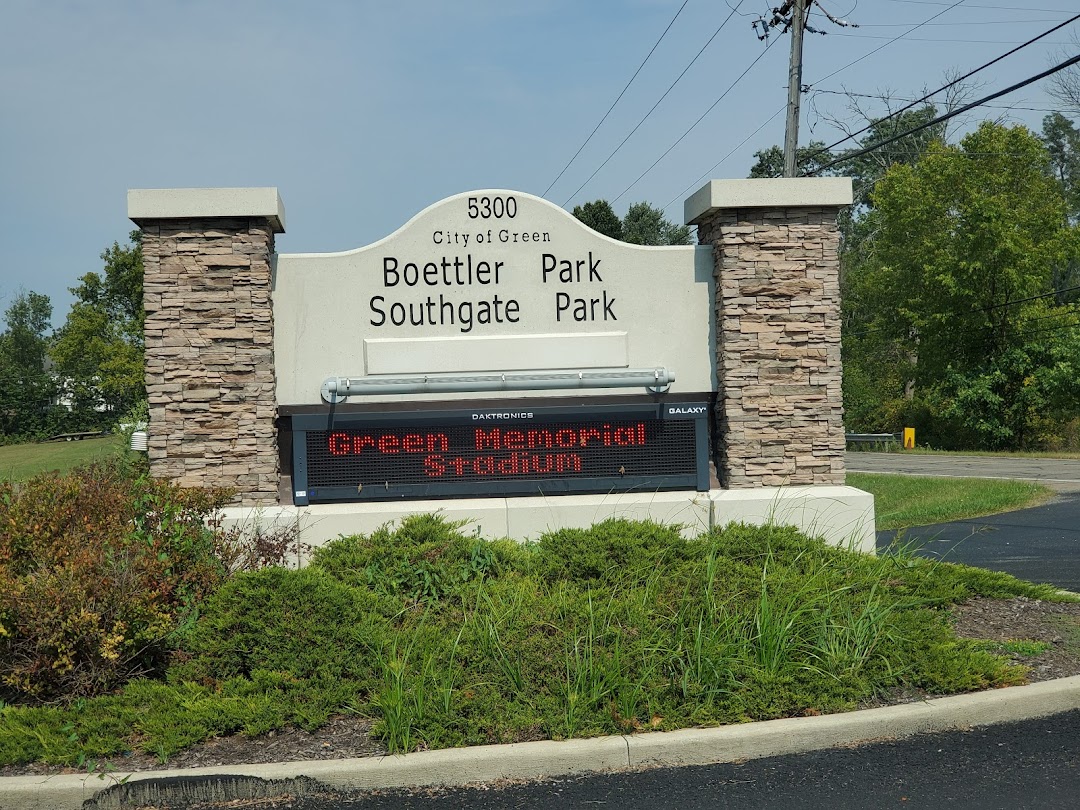 5300
City of Green
Boettler Park
Southgate Park
DAKTRONICS GALAXY
Green Memorial
Stadium